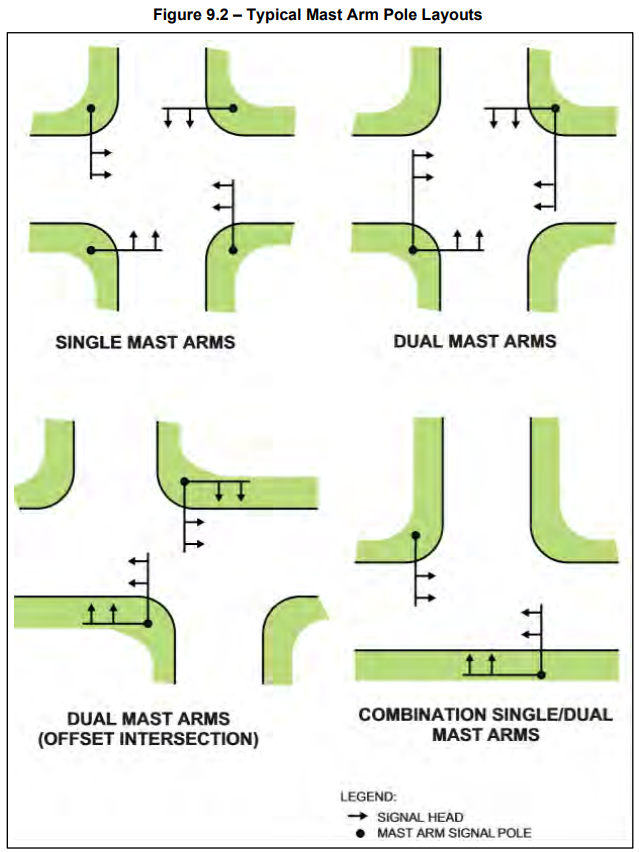 Figure 9.2 – Typical Mast Arm Pole Layouts
SINGLE MAST ARMS
DUAL MAST ARMS
DUAL MAST ARMS
(OFFSET INTERSECTION)
COMBINATION SINGLE/DUAL
MAST ARMS
LEGEND:
SIGNAL HEAD
MAST ARM SIGNAL POLE